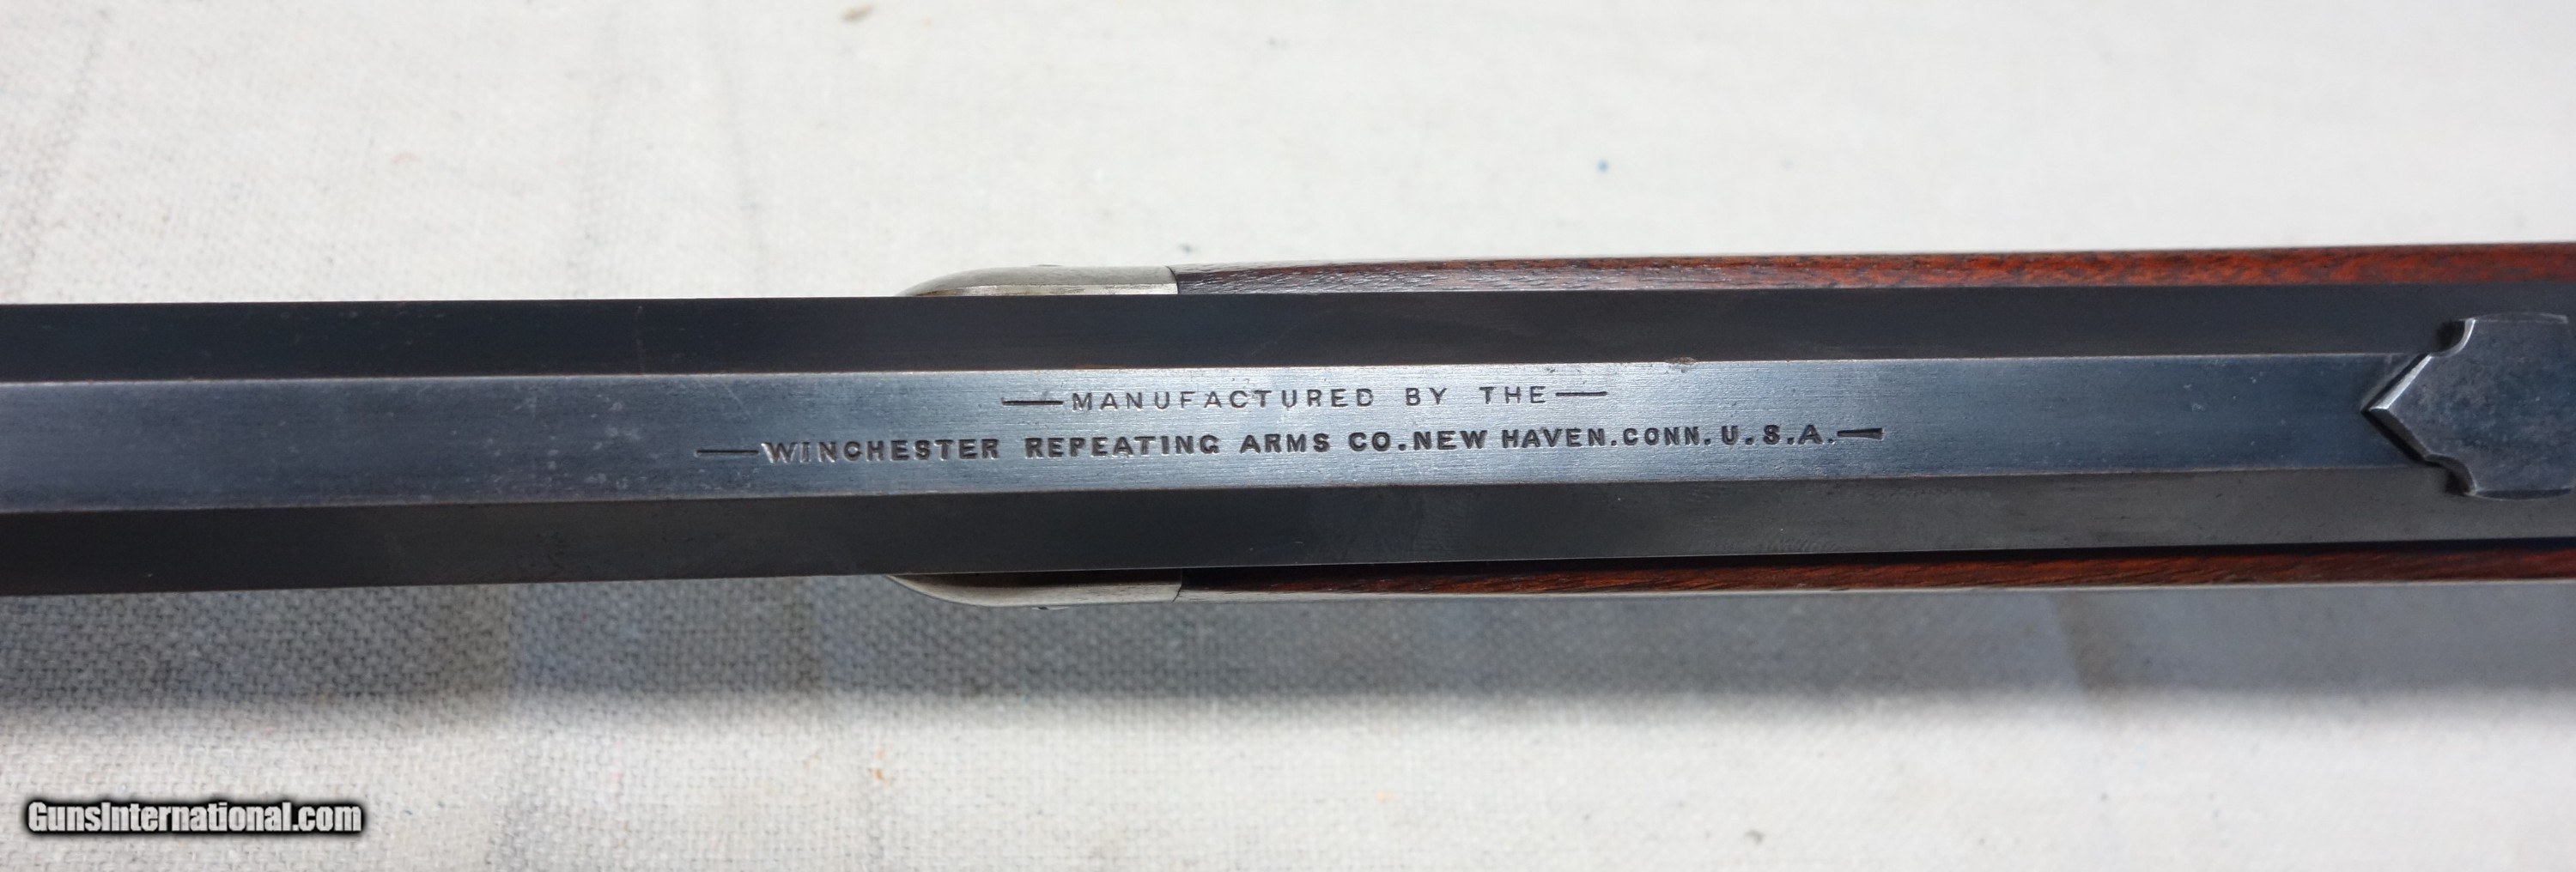 —MANUFACTURED BY THE—
—WINCHESTER REPEATING ARMS CO.NEW HAVEN.CONN.U.S.A.—
GunsInternational.com